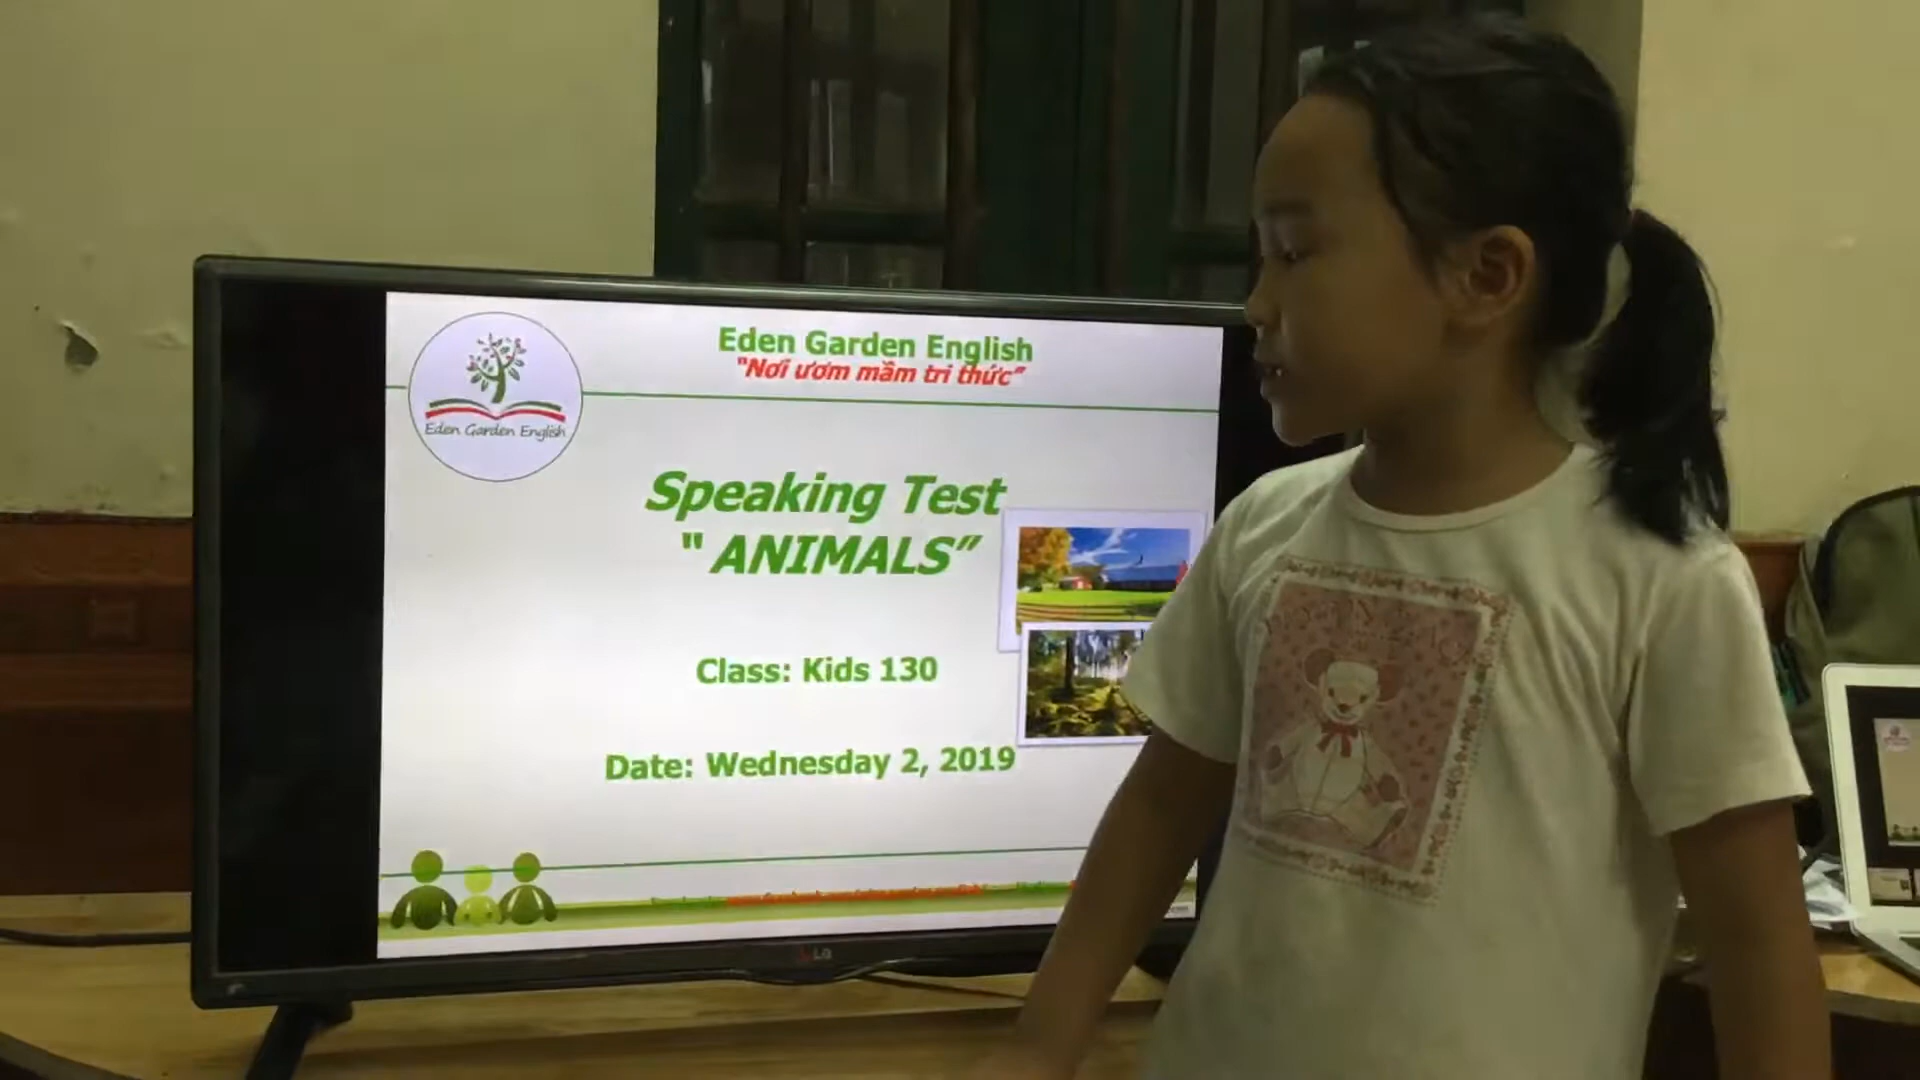 Eden Garden English
"Nơi ươm mầm tri thức"
Eden Garden English
Speaking Test
" ANIMALS"
Class: Kids 130
Date: Wednesday 2, 2019
LG